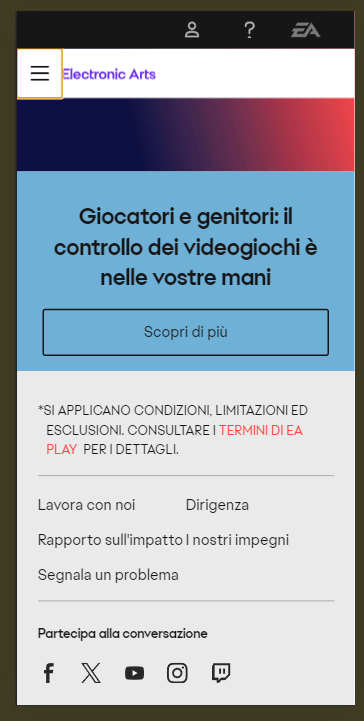 ?
EA
Electronic Arts
Giocatori e genitori: il
controllo dei videogiochi è
nelle vostre mani
Scopri di più
*SI APPLICANO CONDIZIONI, LIMITAZIONI ED
ESCLUSIONI. CONSULTARE I TERMINI DI EA
PLAY PER I DETTAGLI.
Lavora con noi Dirigenza
Rapporto sull'impatto I nostri impegni
Segnala un problema
Partecipa alla conversazione